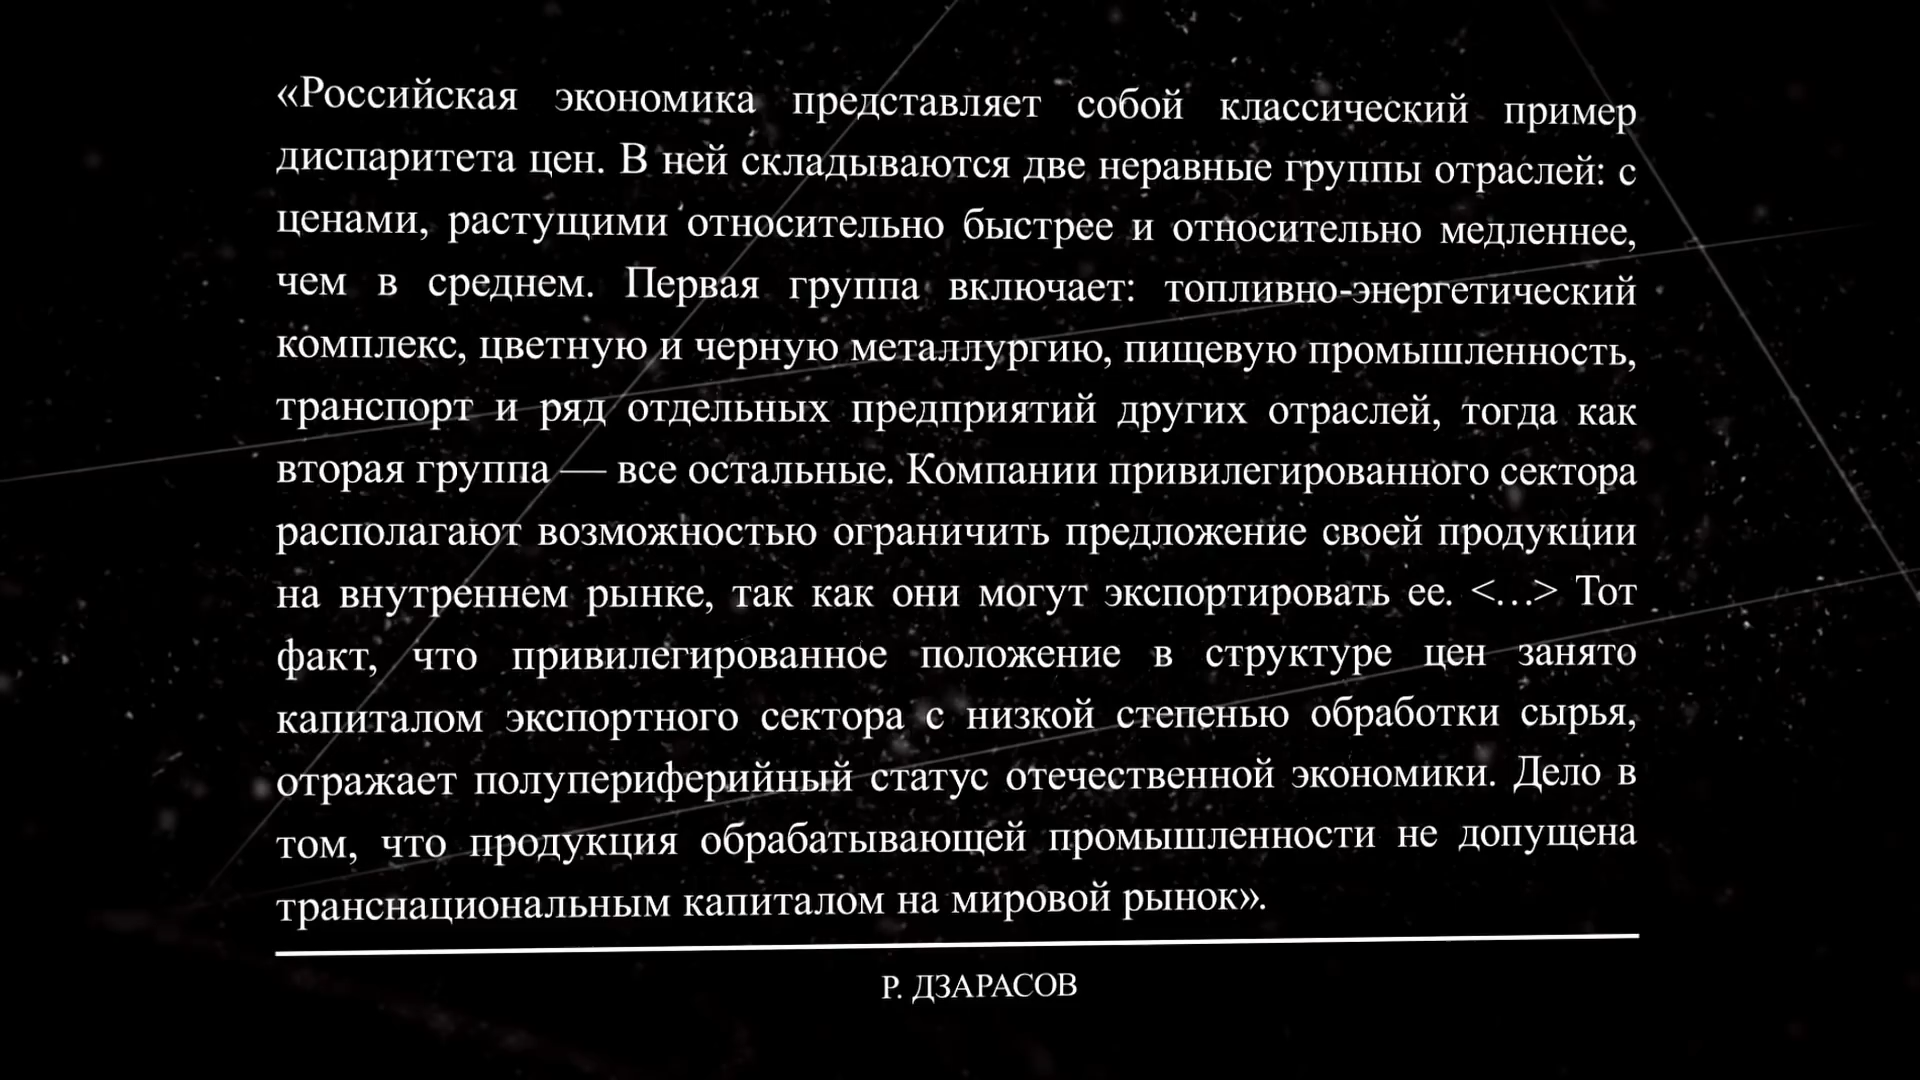 «Российская экономика представляет собой классический пример
диспаритета цен. В ней складываются две неравные группы отраслей: с
ценами, растущими относительно быстрее и относительно медленнее,
чем в среднем. Первая группа включает: топливно-энергетический
комплекс, цветную и черную металлургию, пищевую промышленность,
транспорт и ряд отдельных предприятий других отраслей, тогда как
вторая группа — все остальные. Компании привилегированного сектора
располагают возможностью ограничить предложение своей продукции
на внутреннем рынке, так как они могут экспортировать ее. <…> Тот
факт, что привилегированное положение в структуре цен занято
капиталом экспортного сектора с низкой степенью обработки сырья,
отражает полупериферийный статус отечественной экономики. Дело в
том, что продукция обрабатывающей промышленности не допущена
транснациональным капиталом на мировой рынок».
Р. ДЗАРАСОВ